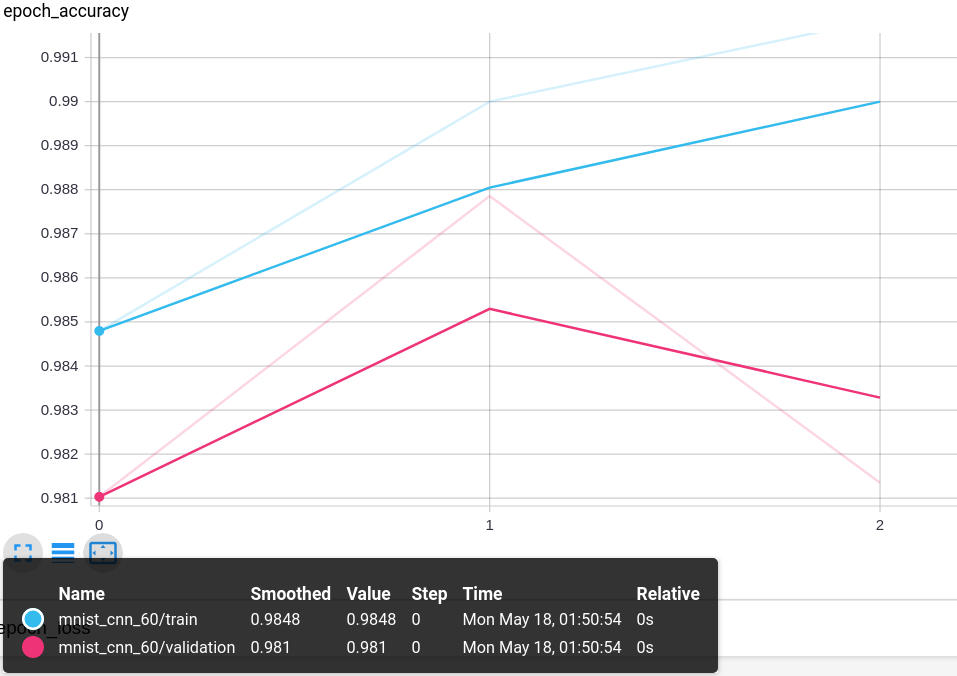 epoch_accuracy
0.991
0.99
0.989
0.988
0.987
0.986
0.985
0.984
0.983
0.982
0.981
0 1 2
Name Smoothed Value Step Time Relative
mnist_cnn_60/train 0.9848 0.9848 0 Mon May 18, 01:50:54 0s
epoch_loss
mnist_cnn_60/validation 0.981 0.981 0 Mon May 18, 01:50:54 0s